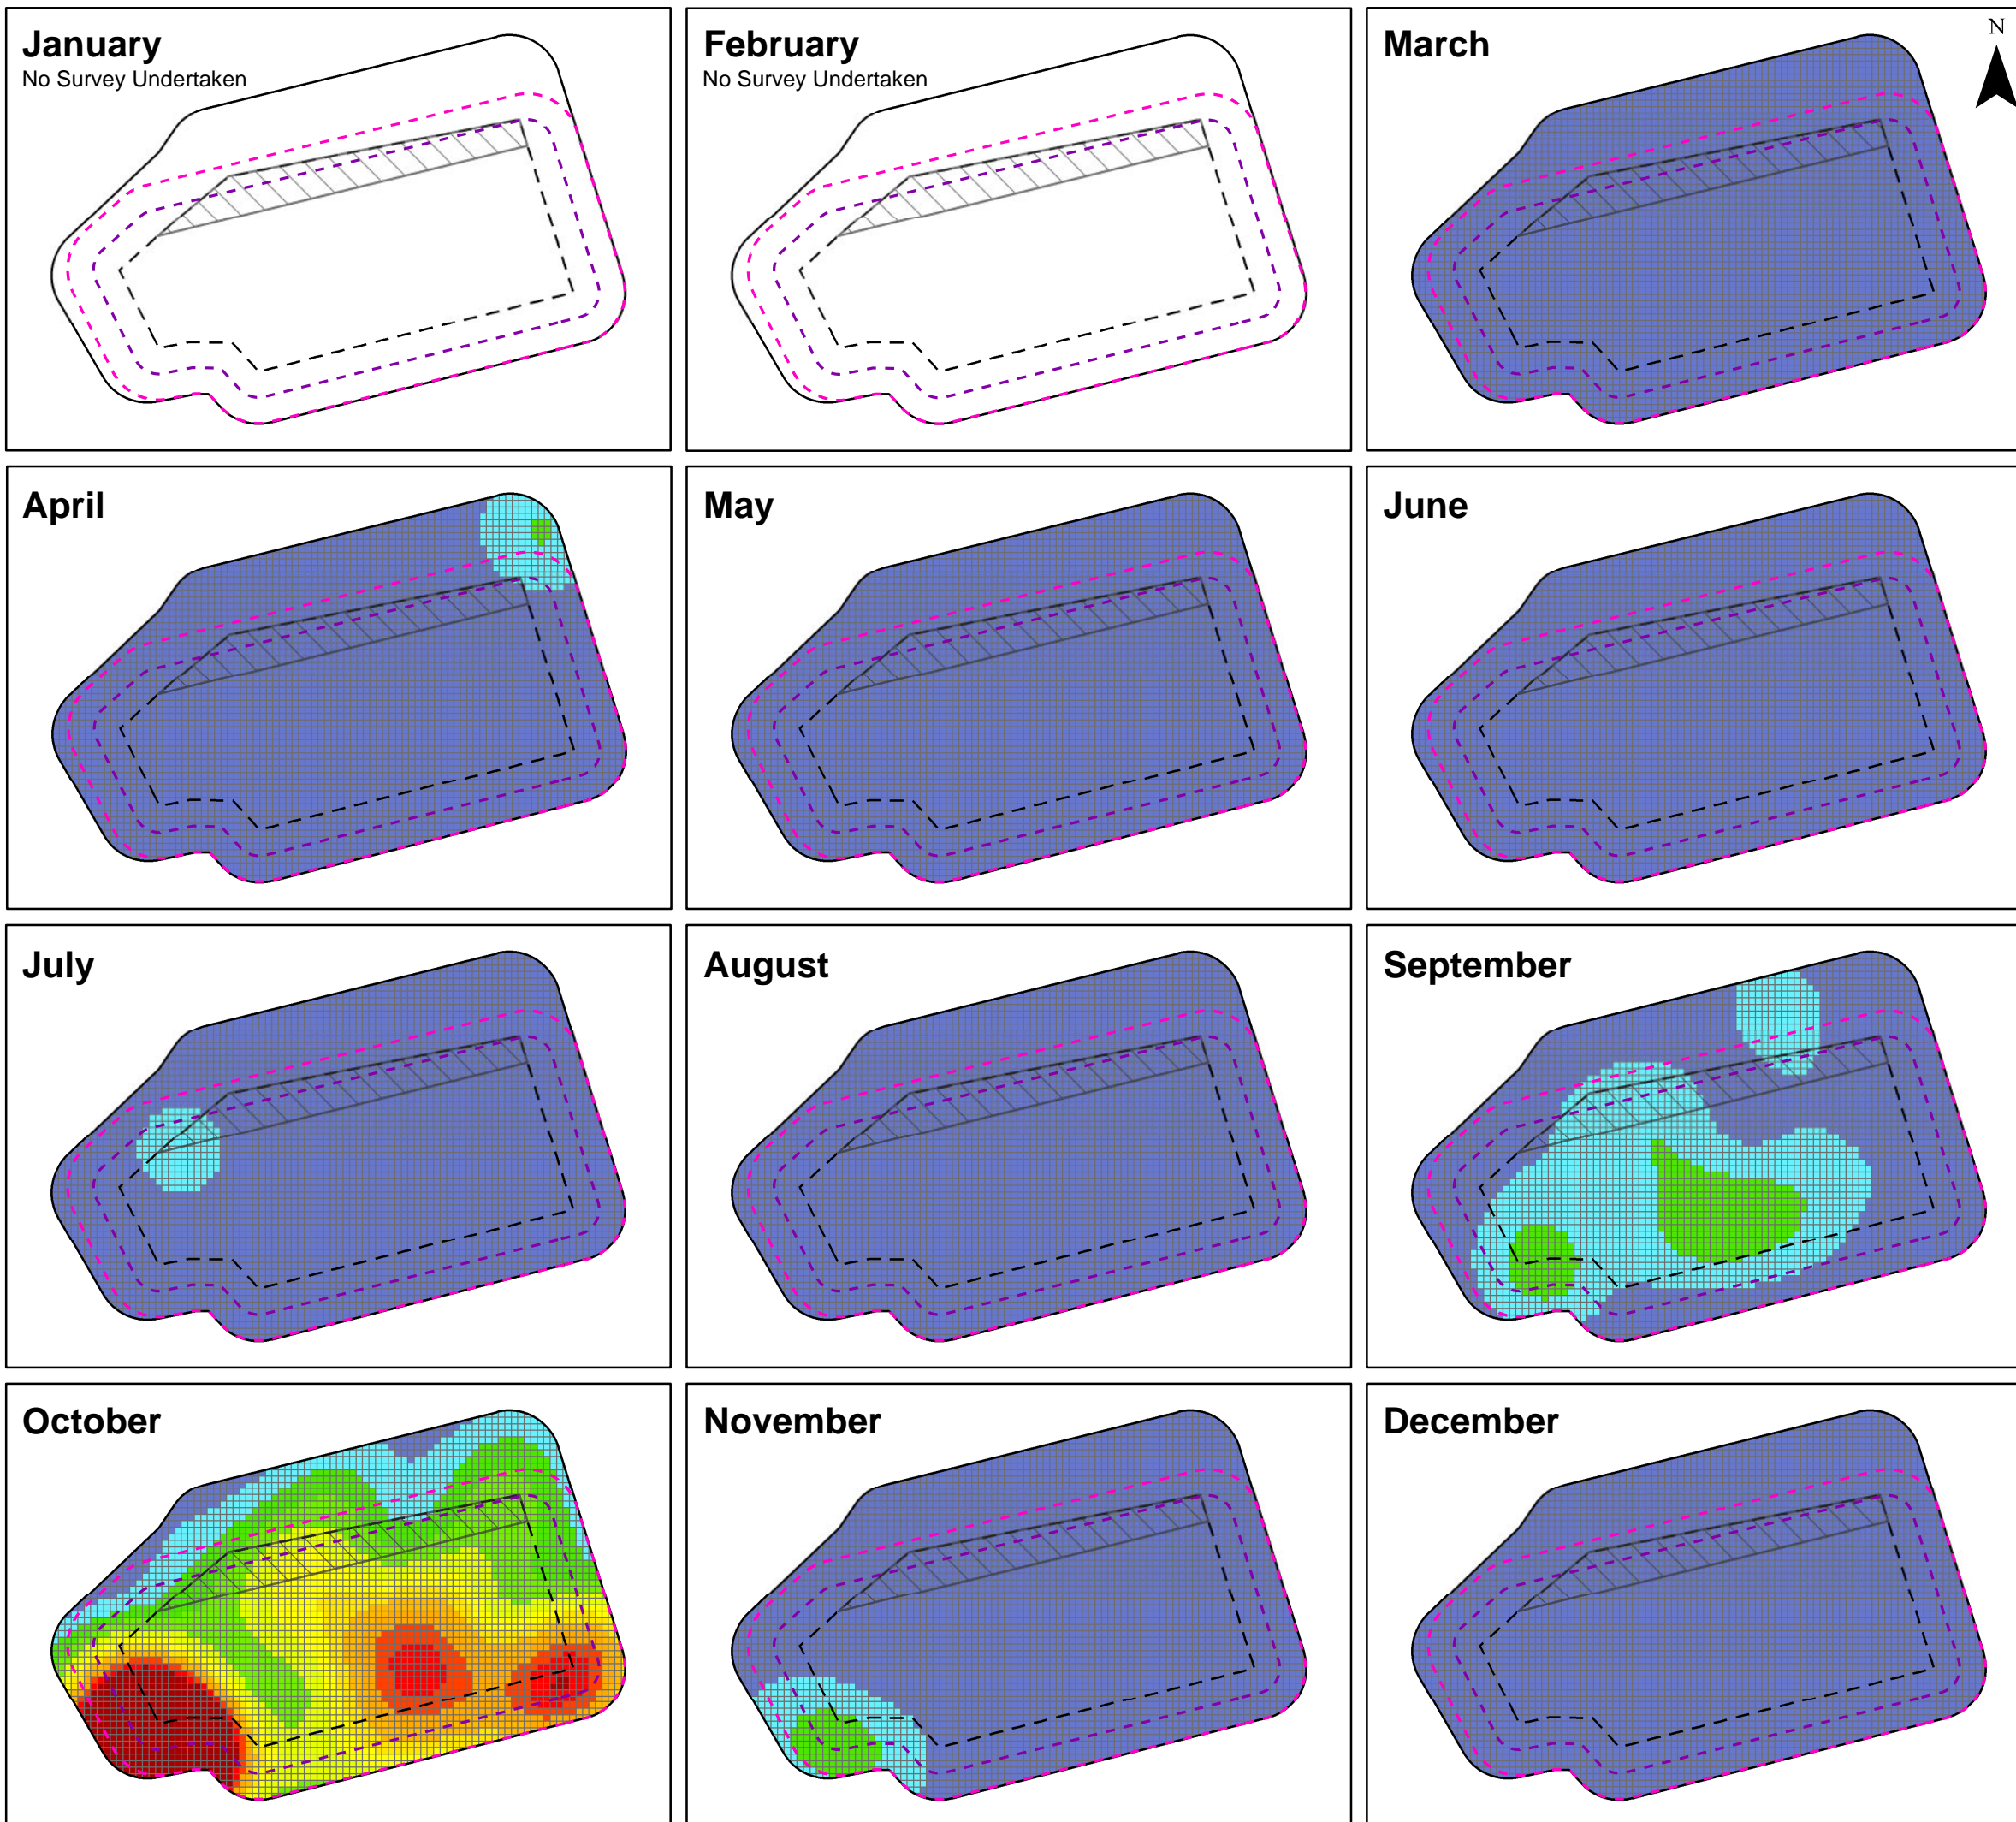 January
No Survey Undertaken
February
No Survey Undertaken
March
N
April
May
June
July
August
September
October
November
December